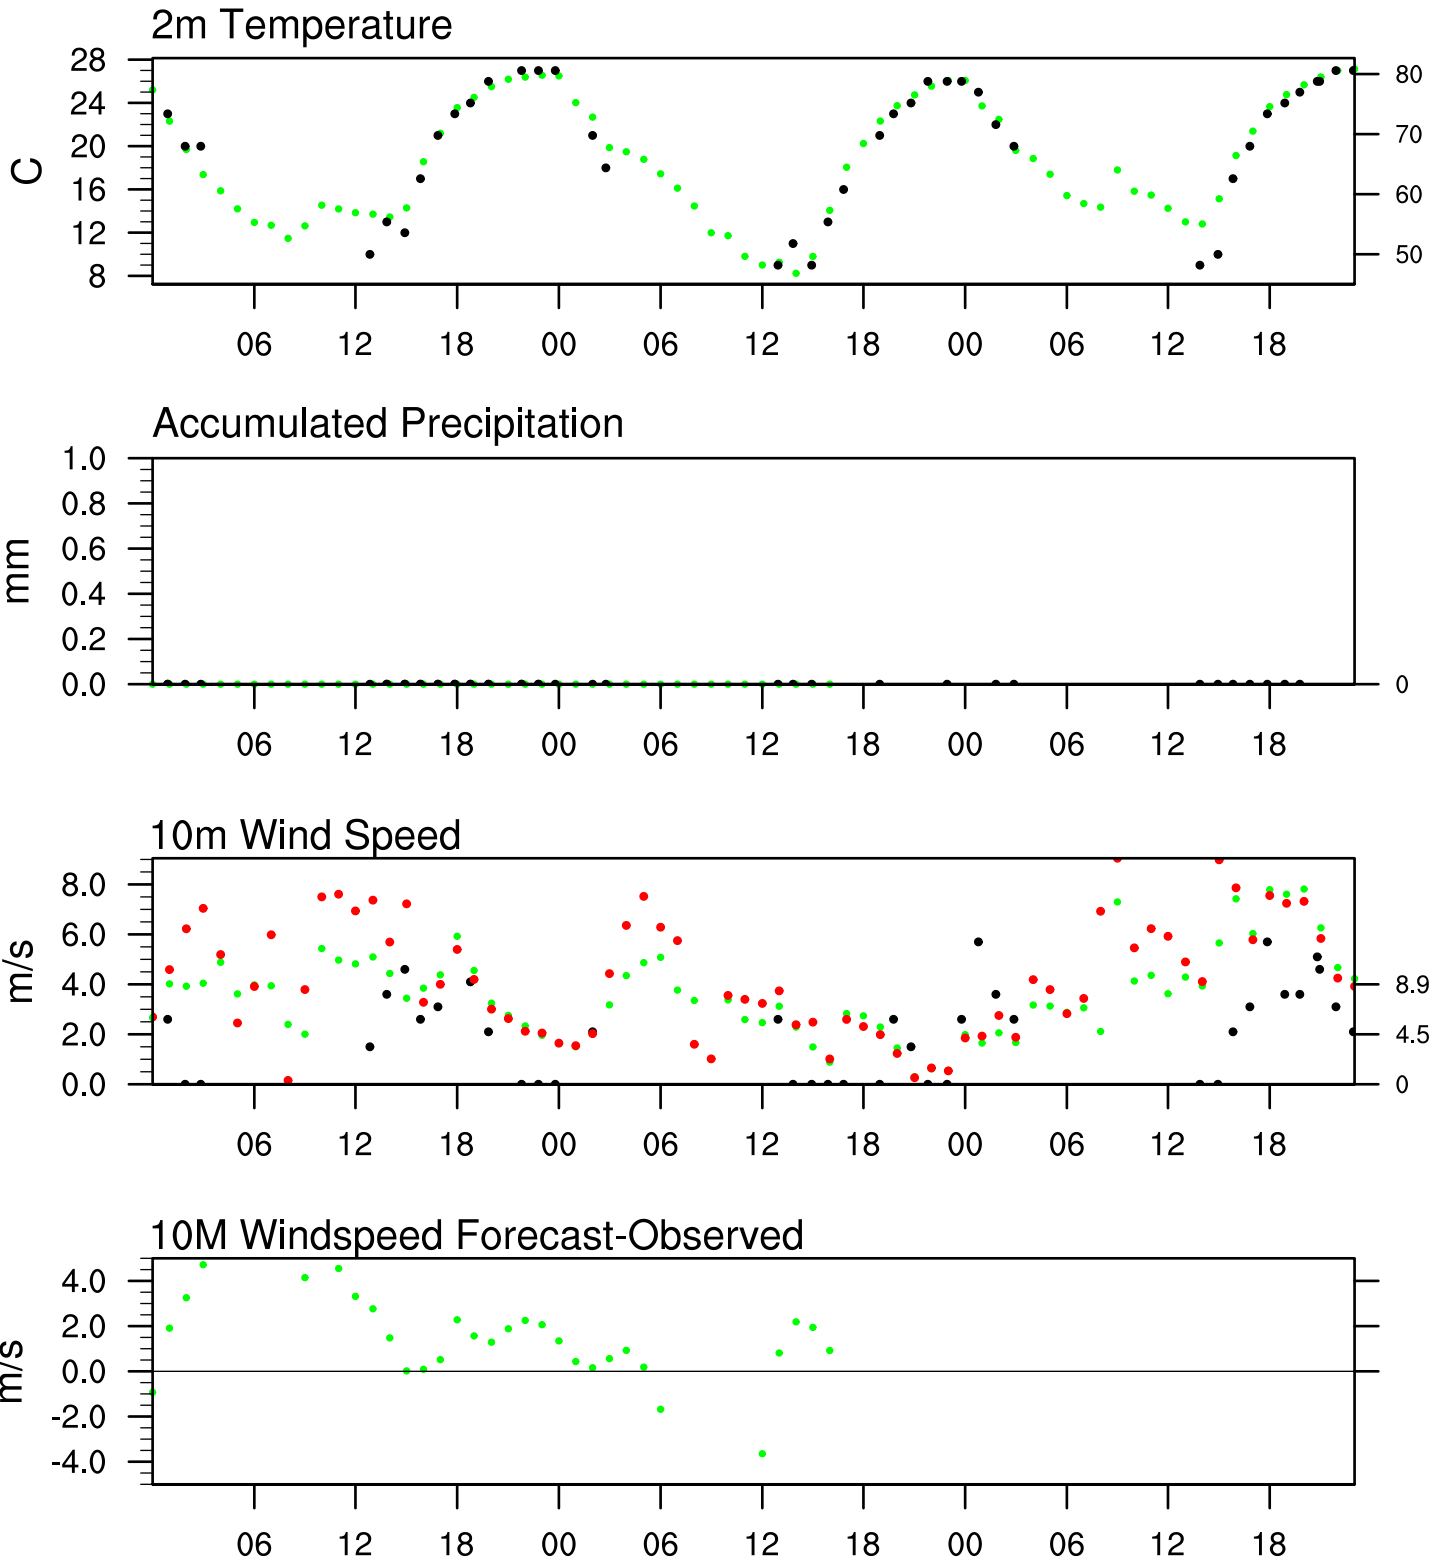 2m Temperature
28
24
20
16
12
8
C
80
70
60
50
06 12 18 00 06 12 18 00 06 12 18
Accumulated Precipitation
1.0
0.8
0.6
0.4
0.2
0.0
mm
0
06 12 18 00 06 12 18 00 06 12 18
10m Wind Speed
8.0
6.0
4.0
2.0
0.0
m/s
8.9
4.5
0
06 12 18 00 06 12 18 00 06 12 18
10M Windspeed Forecast-Observed
4.0
2.0
0.0
-2.0
-4.0
m/s
06 12 18 00 06 12 18 00 06 12 18